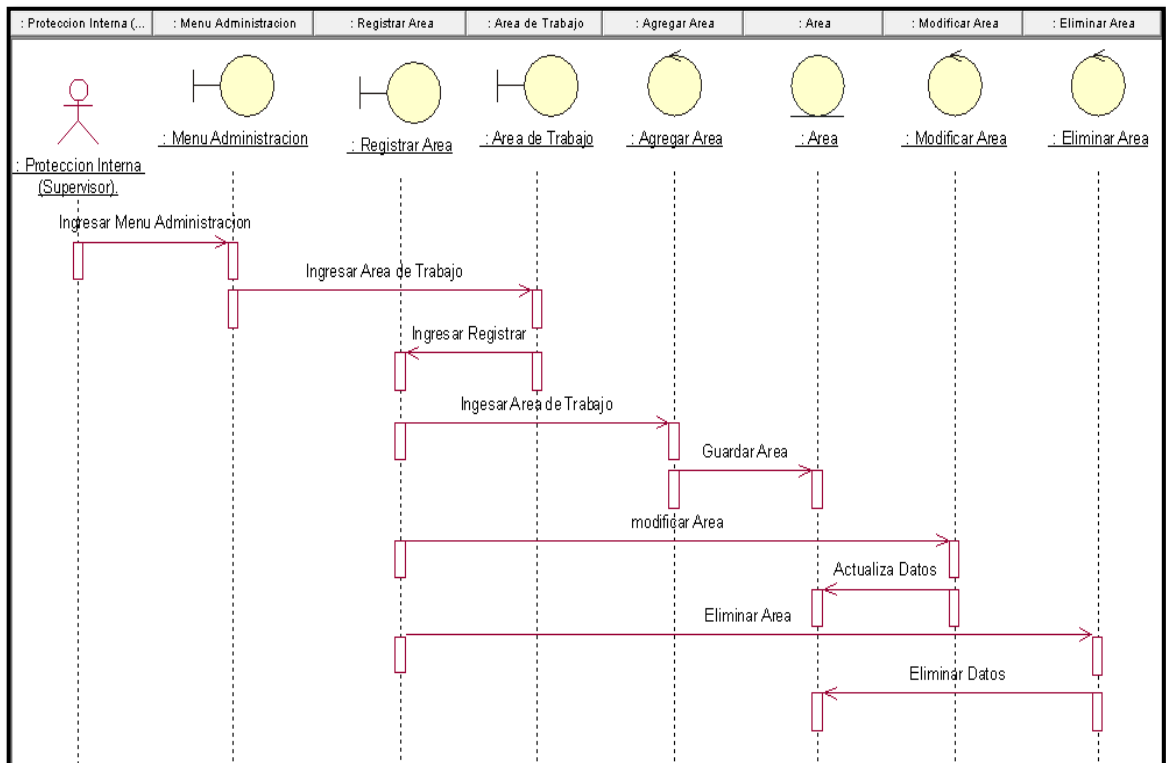 : Proteccion Interna (...
: Menu Administracion
: Registrar Area
: Area de Trabajo
: Agregar Area
: Area
: Modificar Area
: Eliminar Area
: Proteccion Interna
(Supervisor).
: Menu Administracion
: Registrar Area
: Area de Trabajo
: Agregar Area
: Area
: Modificar Area
: Eliminar Area
Ingresar Menu Administracion
Ingresar Area de Trabajo
Ingresar Registrar
Ingesar Area de Trabajo
Guardar Area
modificar Area
Actualiza Datos
Eliminar Area
Eliminar Datos